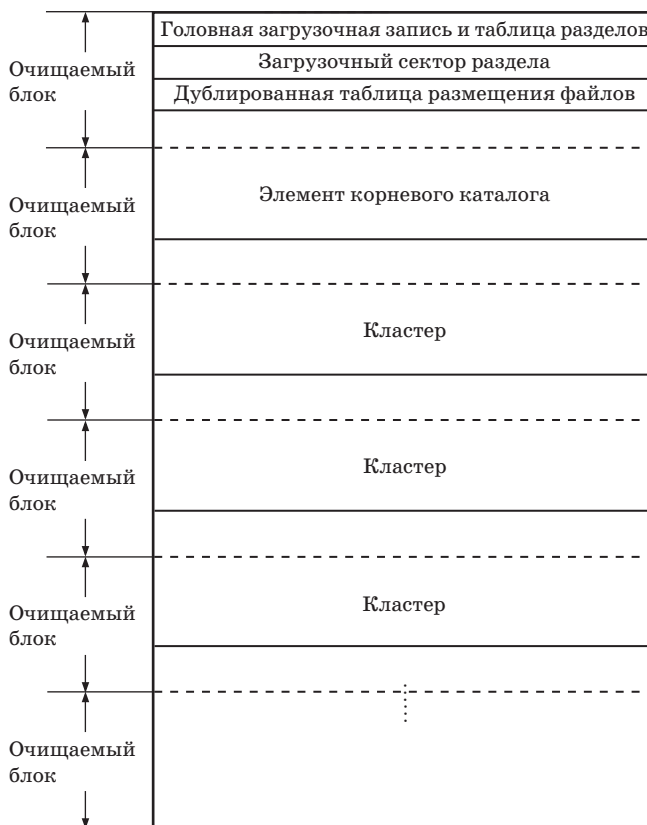 Головная загрузочная запись и таблица разделов
Загрузочный сектор раздела
Дублированная таблица размещения файлов
Очищаемый
блок
Элемент корневого каталога
Очищаемый
блок
Кластер
Очищаемый
блок
Кластер
Очищаемый
блок
Кластер
Очищаемый
блок
Очищаемый
блок